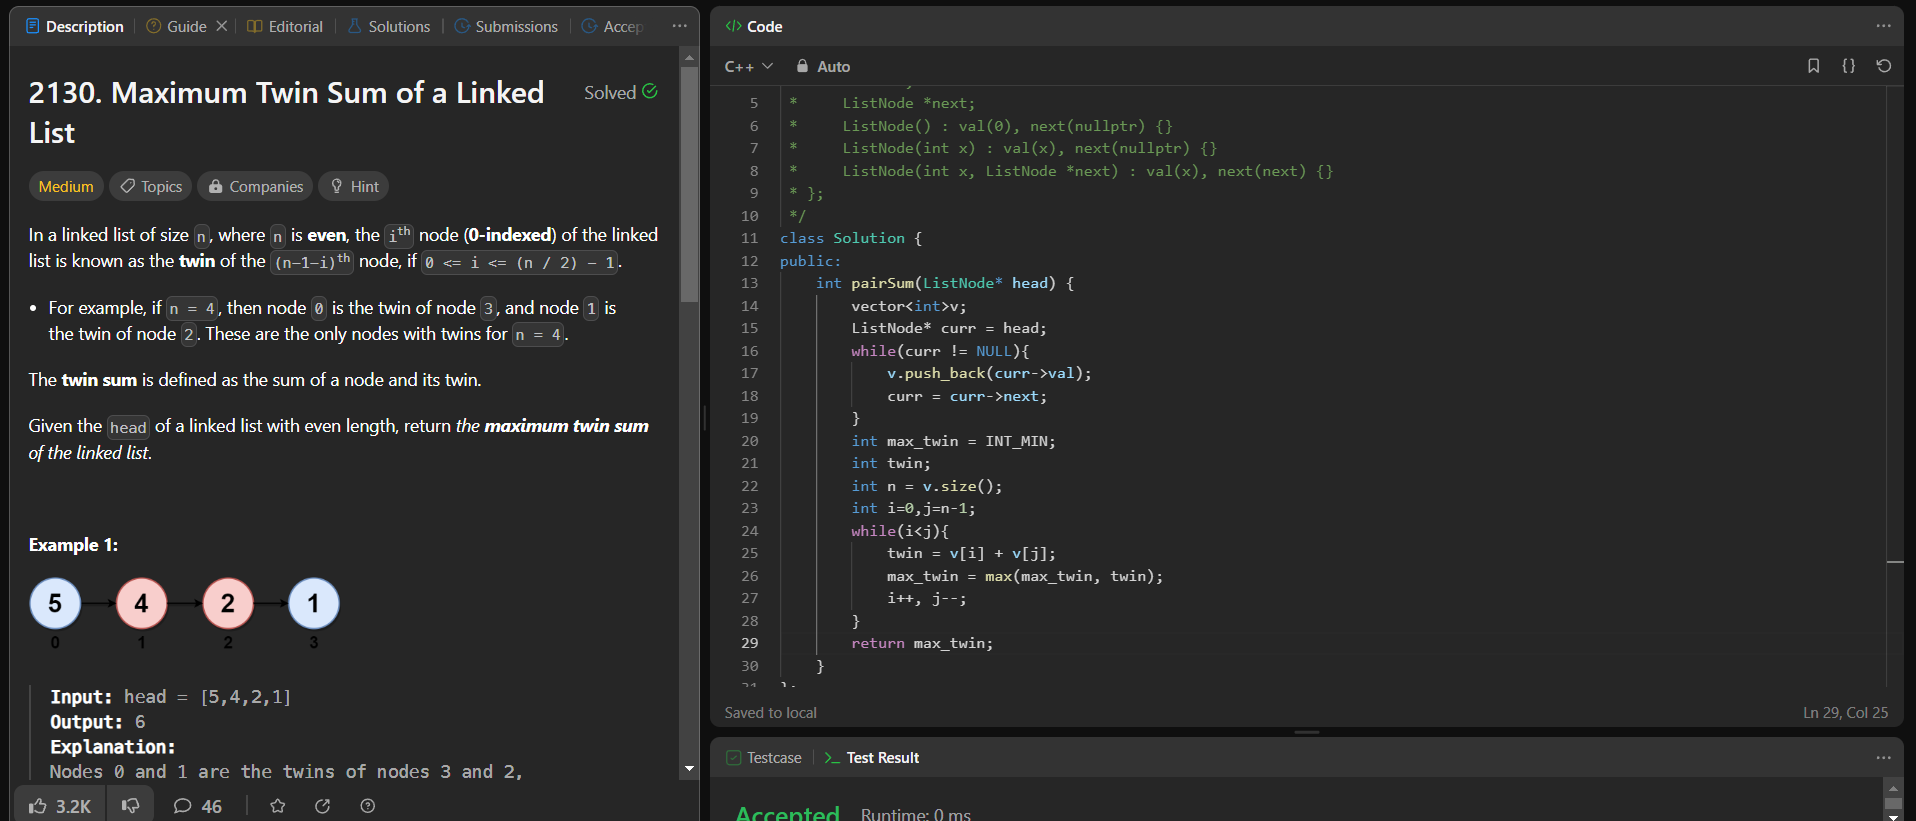 Description
Guide
Editorial
Solutions
Submissions
Accep
2130. Maximum Twin Sum of a Linked
List
Solved
Medium
Topics
Companies
Hint
In a linked list of size n, where n is even, the ith node (0-indexed) of the linked
list is known as the twin of the (n-1-i)th node, if 0 <= i <= (n / 2) - 1.
• For example, if n = 4, then node 0 is the twin of node 3, and node 1 is
the twin of node 2. These are the only nodes with twins for n = 4.
The twin sum is defined as the sum of a node and its twin.
Given the head of a linked list with even length, return the maximum twin sum
of the linked list.
Example 1:
5 4 2 1
0 1 2 3
Input: head = [5,4,2,1]
Output: 6
Explanation:
Nodes 0 and 1 are the twins of nodes 3 and 2,
3.2K
46
</> Code
C++
Auto
{}
5 * ListNode *next;
6 * ListNode() : val(0), next(nullptr) {}
7 * ListNode(int x) : val(x), next(nullptr) {}
8 * ListNode(int x, ListNode *next) : val(x), next(next) {}
9 * };
10 */
11 class Solution {
12 public:
13 int pairSum(ListNode* head) {
14 vector<int>v;
15 ListNode* curr = head;
16 while(curr != NULL){
17 v.push_back(curr->val);
18 curr = curr->next;
19 }
20 int max_twin = INT_MIN;
21 int twin;
22 int n = v.size();
23 int i=0,j=n-1;
24 while(i<j){
25 twin = v[i] + v[j];
26 max_twin = max(max_twin, twin);
27 i++, j--;
28 }
29 return max_twin;
30 }
Saved to local
Ln 29, Col 25
Testcase
>_ Test Result
Accepted
Runtime: 0 ms